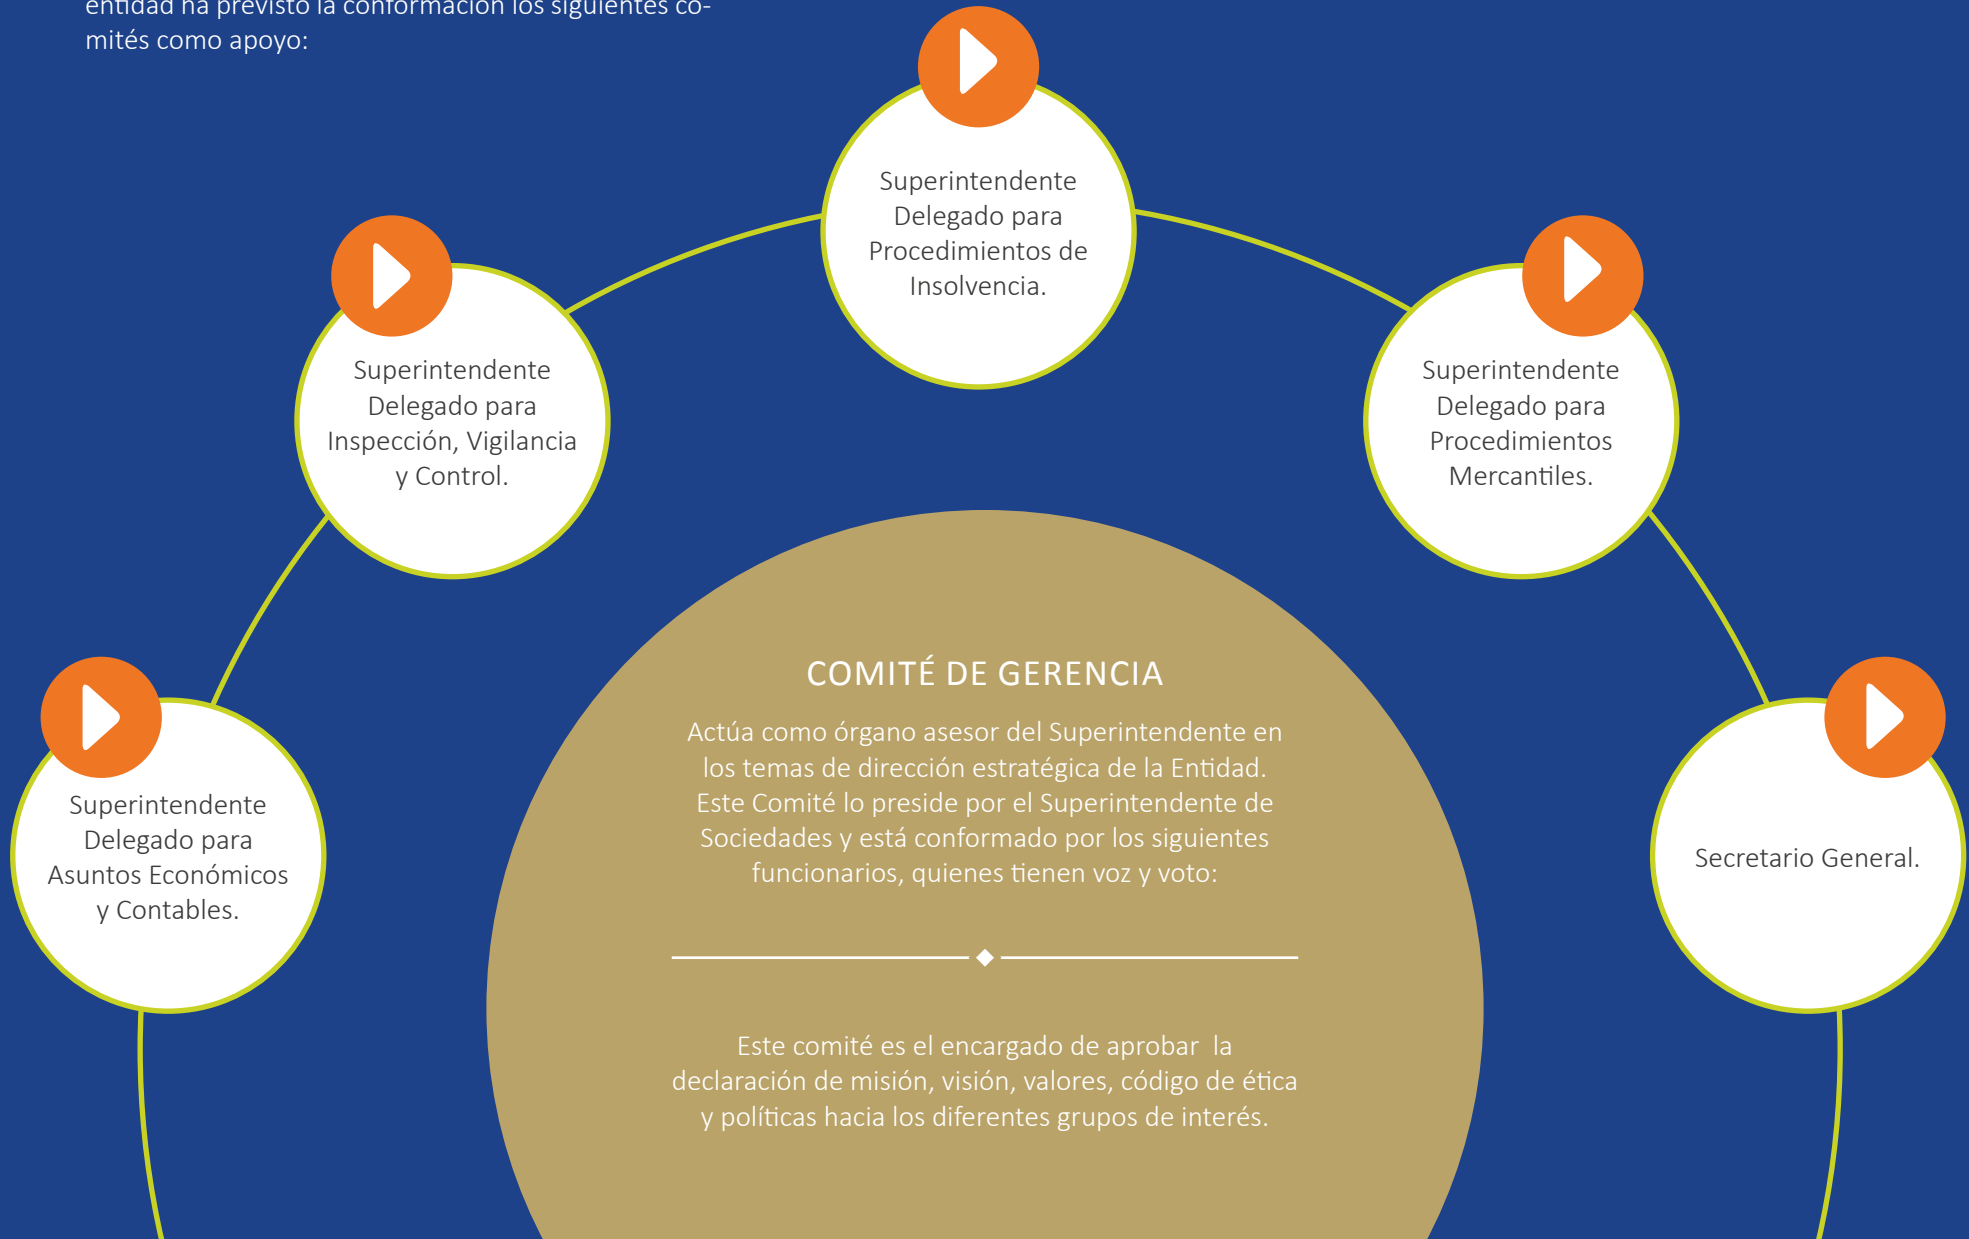 entidad ha previsto la conformación los siguientes co-
mités como apoyo:
Superintendente
Delegado para
Procedimientos de
Insolvencia.
Superintendente
Delegado para
Inspección, Vigilancia
y Control.
Superintendente
Delegado para
Procedimientos
Mercantiles.
Superintendente
Delegado para
Asuntos Económicos
y Contables.
Secretario General.
COMITÉ DE GERENCIA
Actúa como órgano asesor del Superintendente en
los temas de dirección estratégica de la Entidad.
Este Comité lo preside por el Superintendente de
Sociedades y está conformado por los siguientes
funcionarios, quienes tienen voz y voto:
Este comité es el encargado de aprobar  la
declaración de misión, visión, valores, código de ética
y políticas hacia los diferentes grupos de interés.